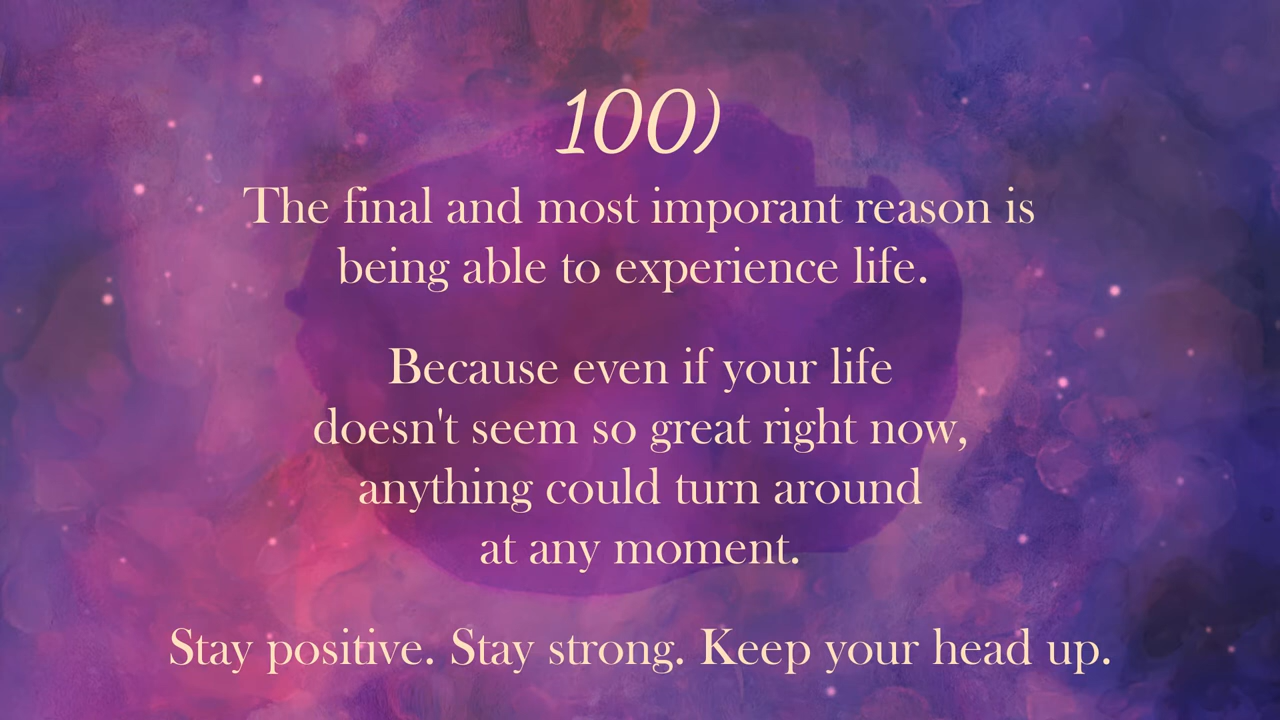 100)
The final and most imporant reason is
being able to experience life.
Because even if your life
doesn't seem so great right now,
anything could turn around
at any moment.
Stay positive. Stay strong. Keep your head up.